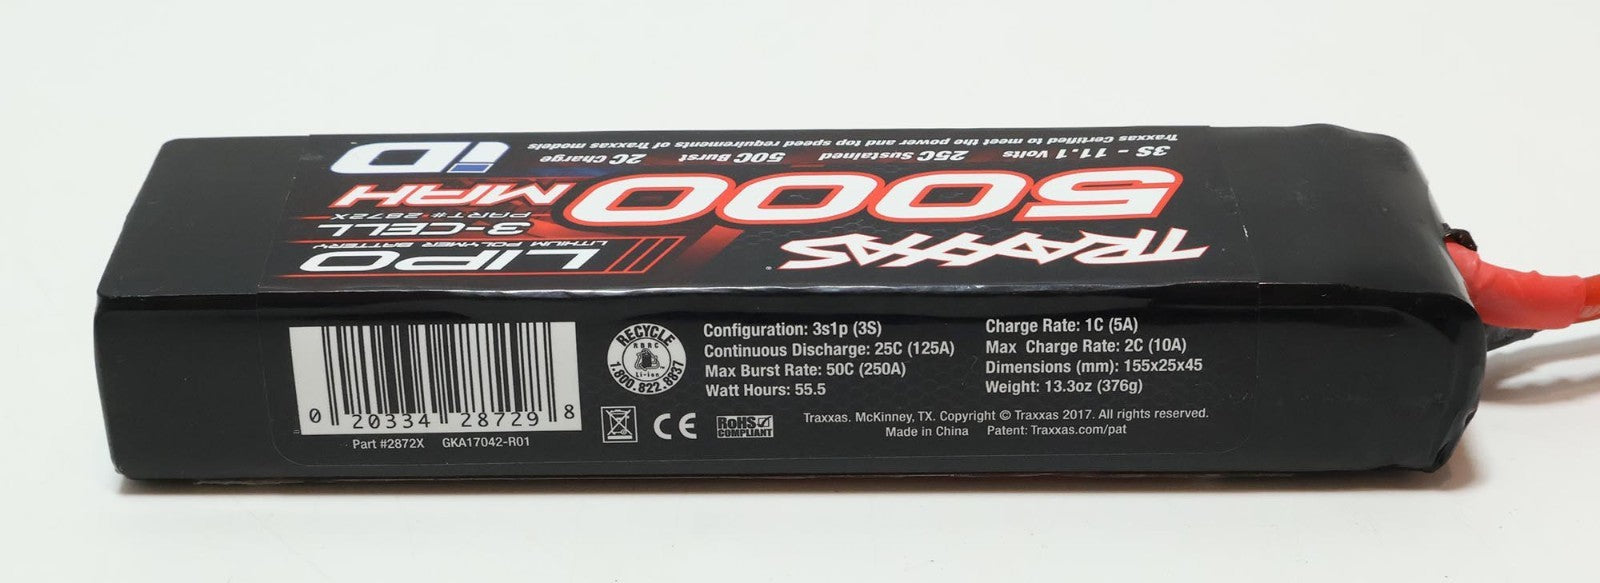 TRAXXAS
5000 MAH
iD
3S - 11.1 Volts 25C Sustained 50C Burst 2C Charge
Traxxas Certified to meet the power and top speed requirements of Traxxas models
LIPO
LITHIUM POLYMER BATTERY
3-CELL
PART# 2872X
0 20334 28729 8
Part #2872X GKA17042-R01
RECYCLE
RBRC
Li-ion
1.800.822.8837
Configuration: 3s1p (3S)
Continuous Discharge: 25C (125A)
Max Burst Rate: 50C (250A)
Watt Hours: 55.5
Charge Rate: 1C (5A)
Max Charge Rate: 2C (10A)
Dimensions (mm): 155x25x45
Weight: 13.3oz (376g)
CE
RoHS
COMPLIANT
Traxxas. McKinney, TX. Copyright © Traxxas 2017. All rights reserved.
Made in China Patent: Traxxas.com/pat